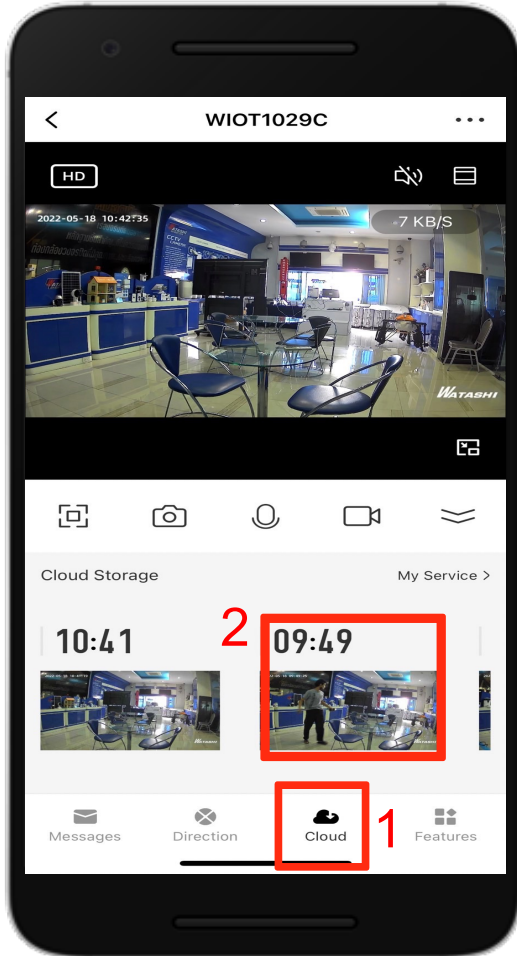 WIOT1029C
HD
2022-05-18 10:42:35
-7 KB/S
CCTV
WATASHI
Cloud Storage
My Service >
10:41
2
09:49
Messages
Direction
Cloud
1
Features